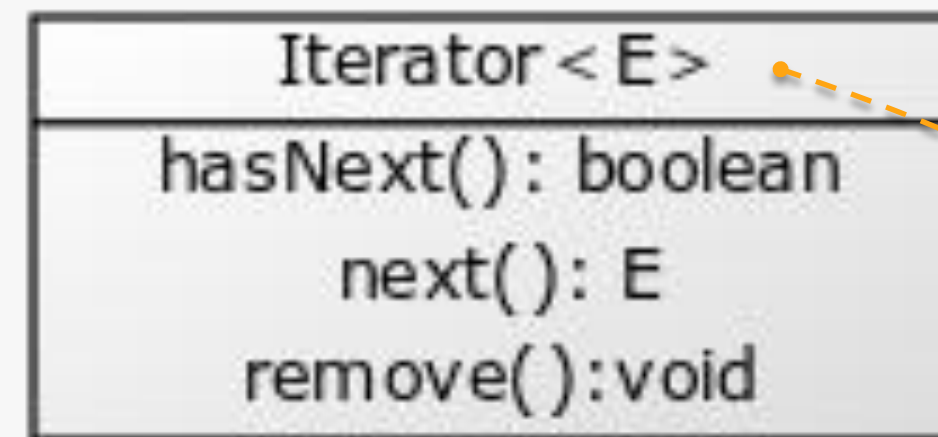 Iterator<E>
hasNext(): boolean
next(): E
remove():void